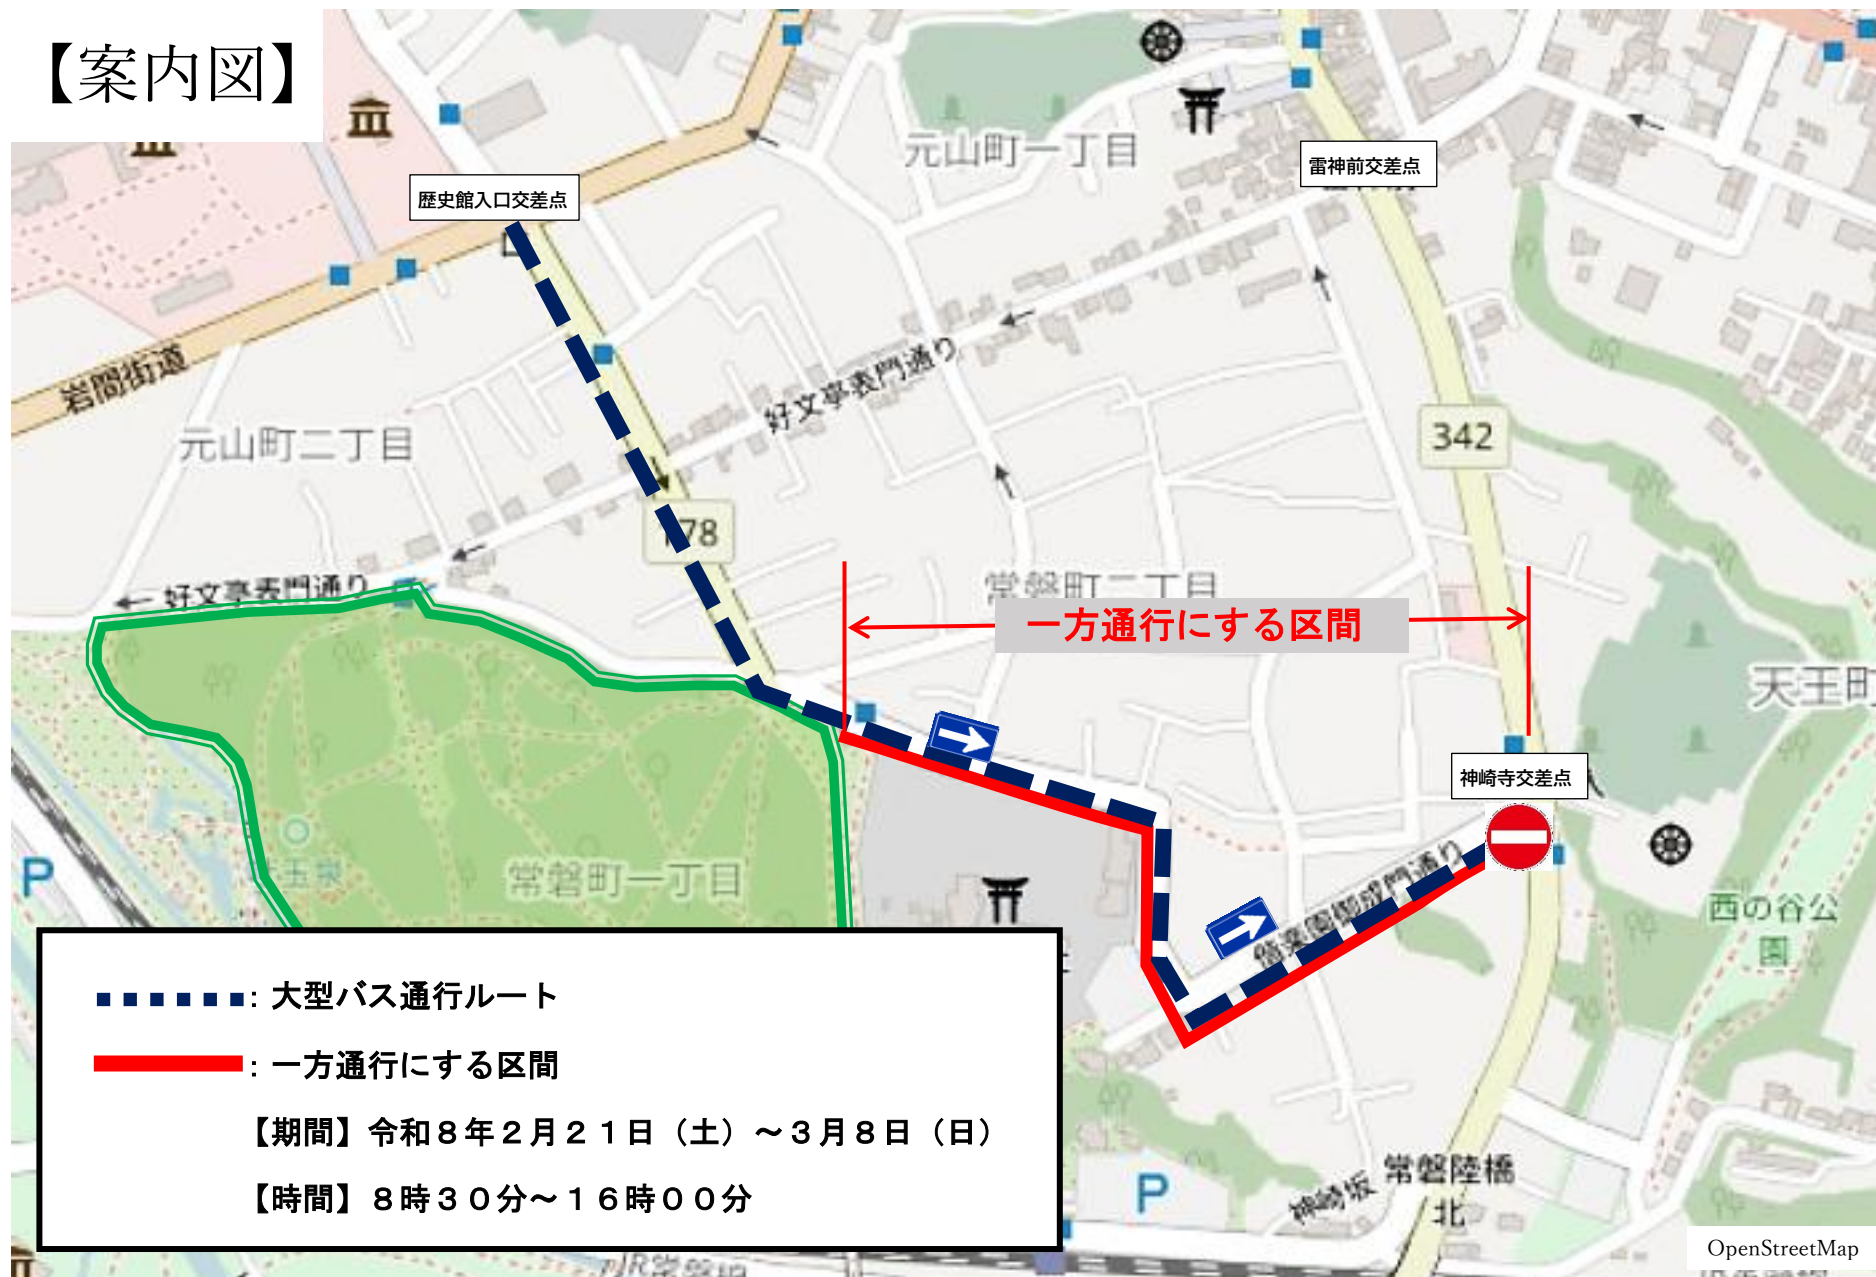 【案内図】
元山町一丁目
雷神前交差点
歴史館入口交差点
岩間街道
好文亭表門通り
元山町二丁目
342
178
好文亭表門通り
常磐町二丁目
一方通行にする区間
天王町
神崎寺交差点
玉泉
常磐町一丁目
P
偕楽園御成門通り
西の谷公
園
：大型バス通行ルート
：一方通行にする区間
【期間】令和８年２月２１日（土）～３月８日（日）
【時間】８時３０分～１６時００分
P
神崎坂
常磐陸橋
北
OpenStreetMap